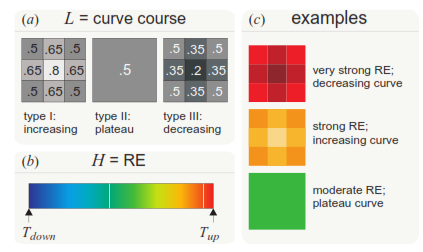 (a) L = curve course
.5 .65 .5
.65 .8 .65
.5 .65 .5
.5
.5 .35 .5
.35 .2 .35
.5 .35 .5
type I:
increasing
type II:
plateau
type III:
decreasing
(b) H = RE
Tdown
Tup
(c) examples
very strong RE;
decreasing curve
strong RE;
increasing curve
moderate RE;
plateau curve